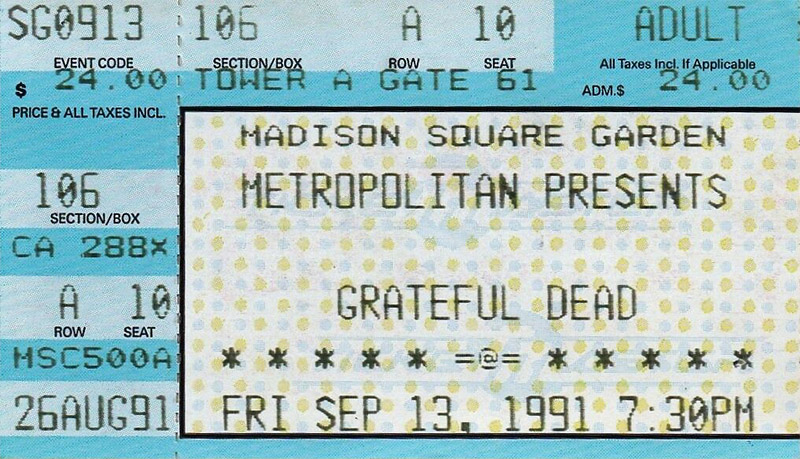 SG0913 106 A 10 ADULT
EVENT CODE SECTION/BOX ROW SEAT All Taxes Incl. If Applicable
$ 24.00 TOWER A GATE 61 ADM.$ 24.00
PRICE & ALL TAXES INCL.
MADISON SQUARE GARDEN
106 METROPOLITAN PRESENTS
SECTION/BOX
CA 288X
A 10 GRATEFUL DEAD
ROW SEAT
MSC500A * * * * * =@= * * * * *
26AUG91 FRI SEP 13, 1991 7:30PM